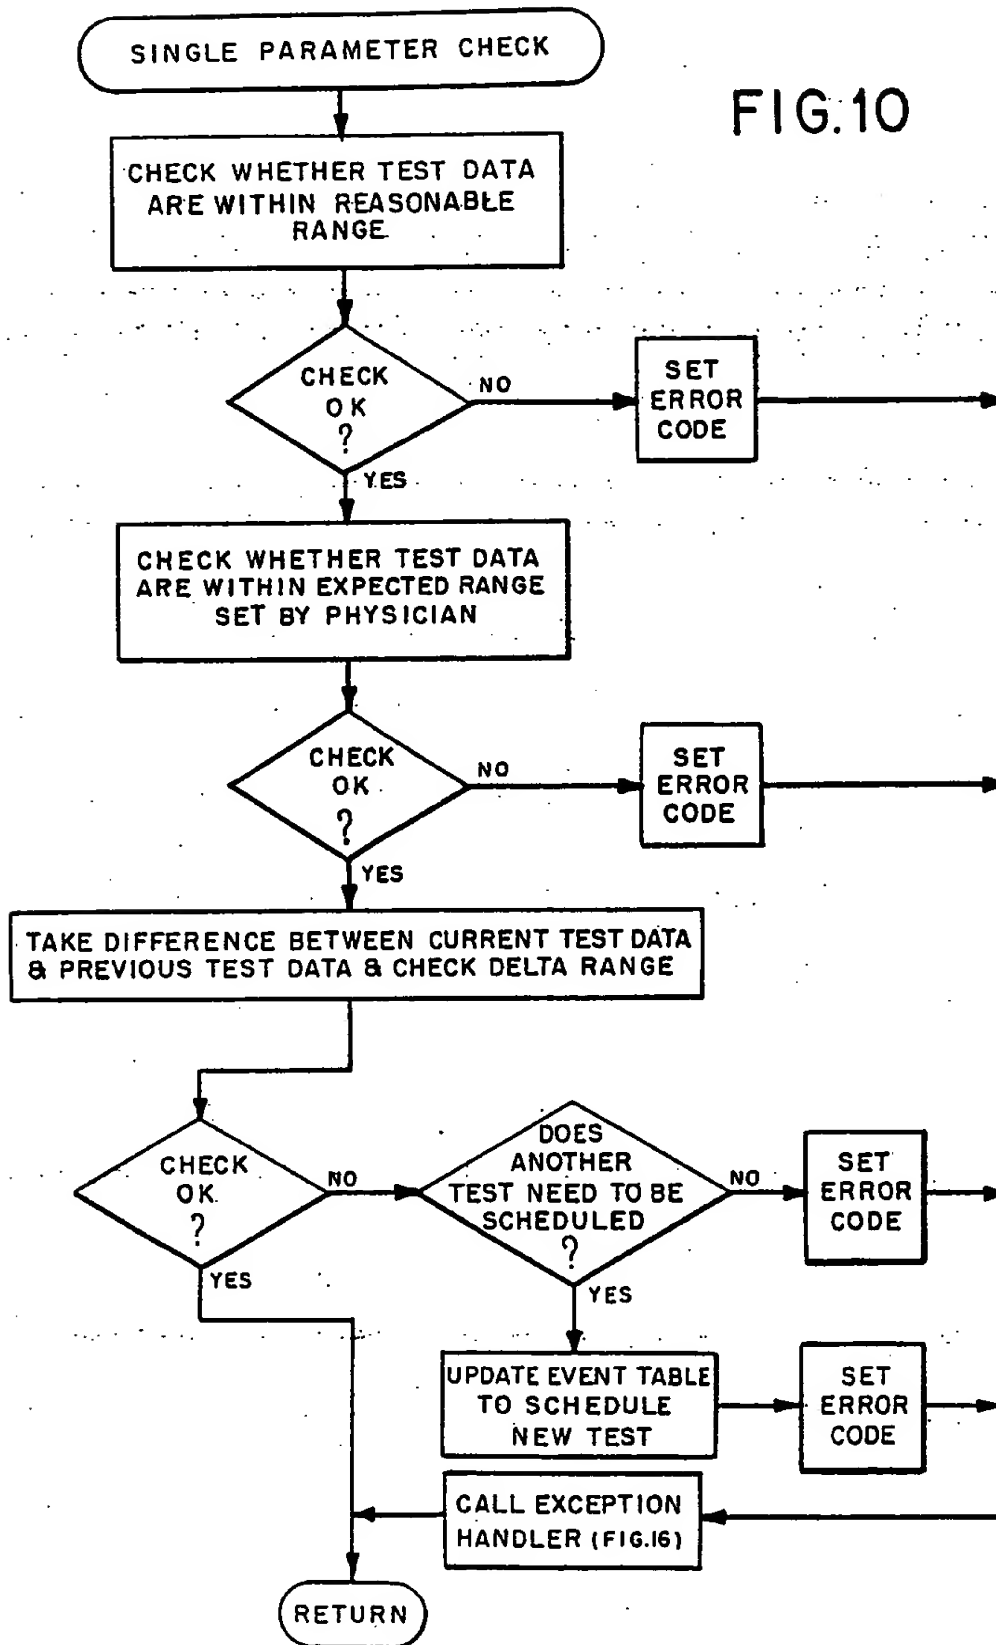 SINGLE PARAMETER CHECK
FIG.10
CHECK WHETHER TEST DATA
ARE WITHIN REASONABLE
RANGE
CHECK
OK
?
NO
SET
ERROR
CODE
YES
CHECK WHETHER TEST DATA
ARE WITHIN EXPECTED RANGE
SET BY PHYSICIAN
CHECK
OK
?
NO
SET
ERROR
CODE
YES
TAKE DIFFERENCE BETWEEN CURRENT TEST DATA
& PREVIOUS TEST DATA & CHECK DELTA RANGE
CHECK
OK
?
NO
YES
DOES
ANOTHER
TEST NEED TO BE
SCHEDULED
?
NO
SET
ERROR
CODE
YES
UPDATE EVENT TABLE
TO SCHEDULE
NEW TEST
SET
ERROR
CODE
CALL EXCEPTION
HANDLER (FIG.16)
RETURN